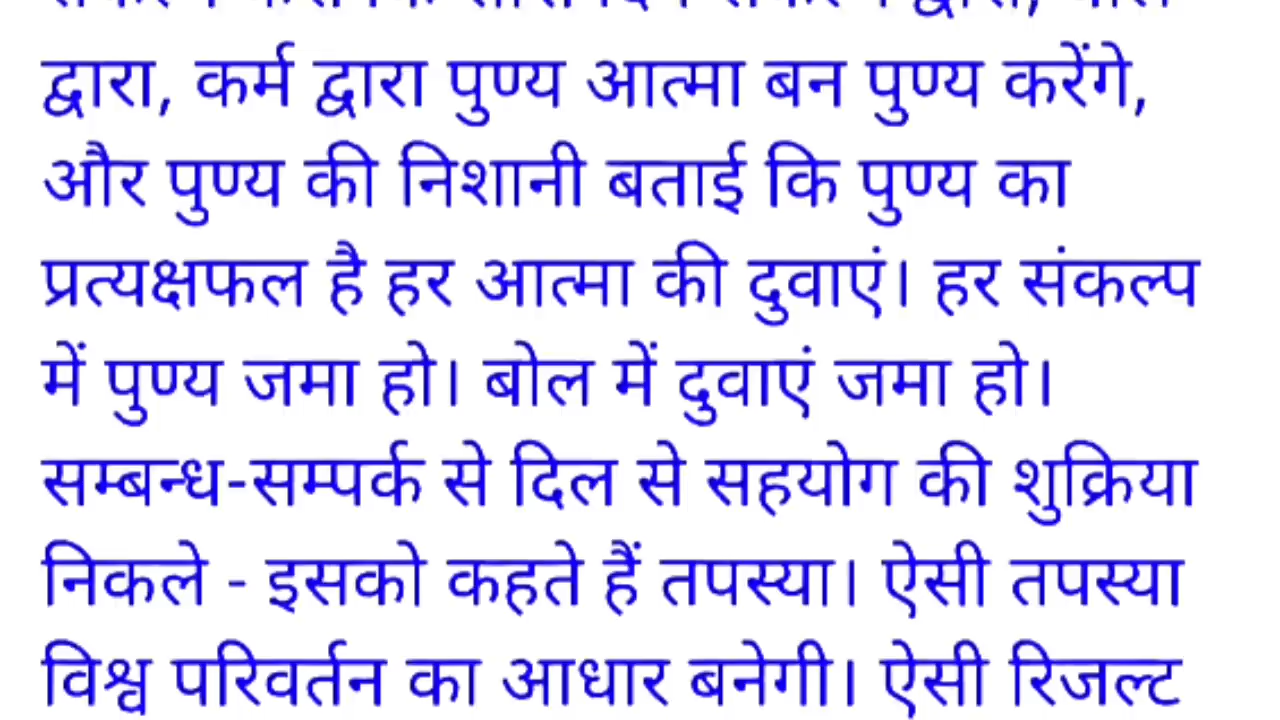 द्वारा, कर्म द्वारा पुण्य आत्मा बन पुण्य करेंगे,
और पुण्य की निशानी बताई कि पुण्य का
प्रत्यक्षफल है हर आत्मा की दुवाएं। हर संकल्प
में पुण्य जमा हो। बोल में दुवाएं जमा हो।
सम्बन्ध-सम्पर्क से दिल से सहयोग की शुक्रिया
निकले - इसको कहते हैं तपस्या। ऐसी तपस्या
विश्व परिवर्तन का आधार बनेगी। ऐसी रिजल्ट